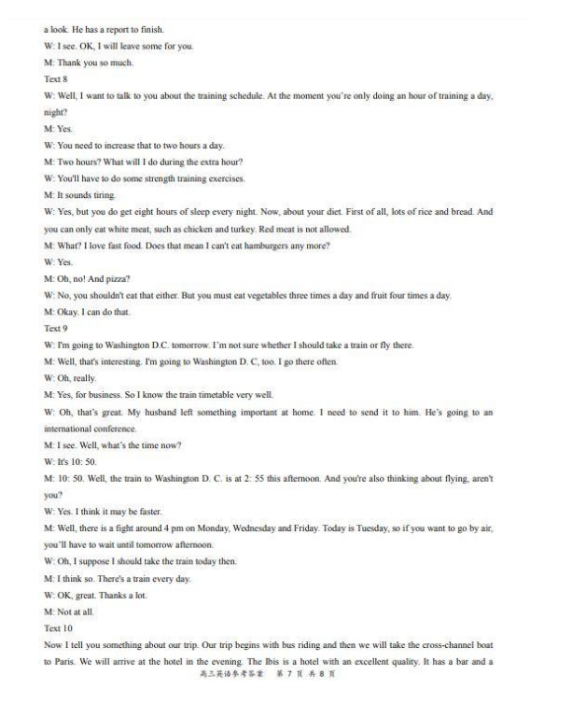 a look. He has a report to finish.
W: I see. OK, I will leave some for you.
M: Thank you so much.
Text 8
W: Well, I want to talk to you about the training schedule. At the moment you're only doing an hour of training a day,
night?
M: Yes.
W: You need to increase that to two hours a day.
M: Two hours? What will I do during the extra hour?
W: You'll have to do some strength training exercises.
M: It sounds tiring.
W: Yes, but you do get eight hours of sleep every night. Now, about your diet. First of all, lots of rice and bread. And
you can only eat white meat, such as chicken and turkey. Red meat is not allowed.
M: What? I love fast food. Does that mean I can't eat hamburgers any more?
W: Yes.
M: Oh, no! And pizza?
W: No, you shouldn't eat that either. But you must eat vegetables three times a day and fruit four times a day.
M: Okay. I can do that.
Text 9
W: I'm going to Washington D.C. tomorrow. I'm not sure whether I should take a train or fly there.
M: Well, that's interesting. I'm going to Washington D. C, too. I go there often.
W: Oh, really.
M: Yes, for business. So I know the train timetable very well.
W: Oh, that's great. My husband left something important at home. I need to send it to him. He's going to an
international conference.
M: I see. Well, what's the time now?
W: It's 10: 50.
M: 10: 50. Well, the train to Washington D. C. is at 2: 55 this afternoon. And you're also thinking about flying, aren't
you?
W: Yes. I think it may be faster.
M: Well, there is a fight around 4 pm on Monday, Wednesday and Friday. Today is Tuesday, so if you want to go by air,
you'll have to wait until tomorrow afternoon.
W: Oh, I suppose I should take the train today then.
M: I think so. There's a train every day.
W: OK, great. Thanks a lot.
M: Not at all.
Text 10
Now I tell you something about our trip. Our trip begins with bus riding and then we will take the cross-channel boat
to Paris. We will arrive at the hotel in the evening. The Ibis is a hotel with an excellent quality. It has a bar and a
高三英语参考答案 第 7 页 共 8 页